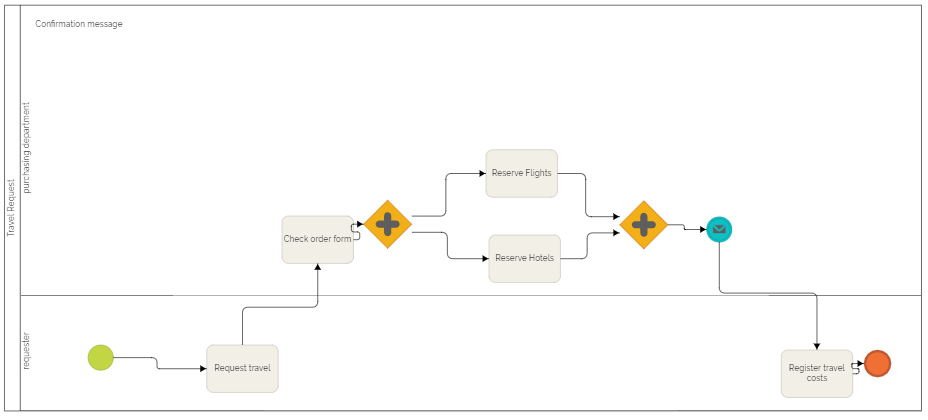 Confirmation message
Travel Request
purchasing department
Reserve Flights
Check order form
Reserve Hotels
requester
Request travel
Register travel
costs